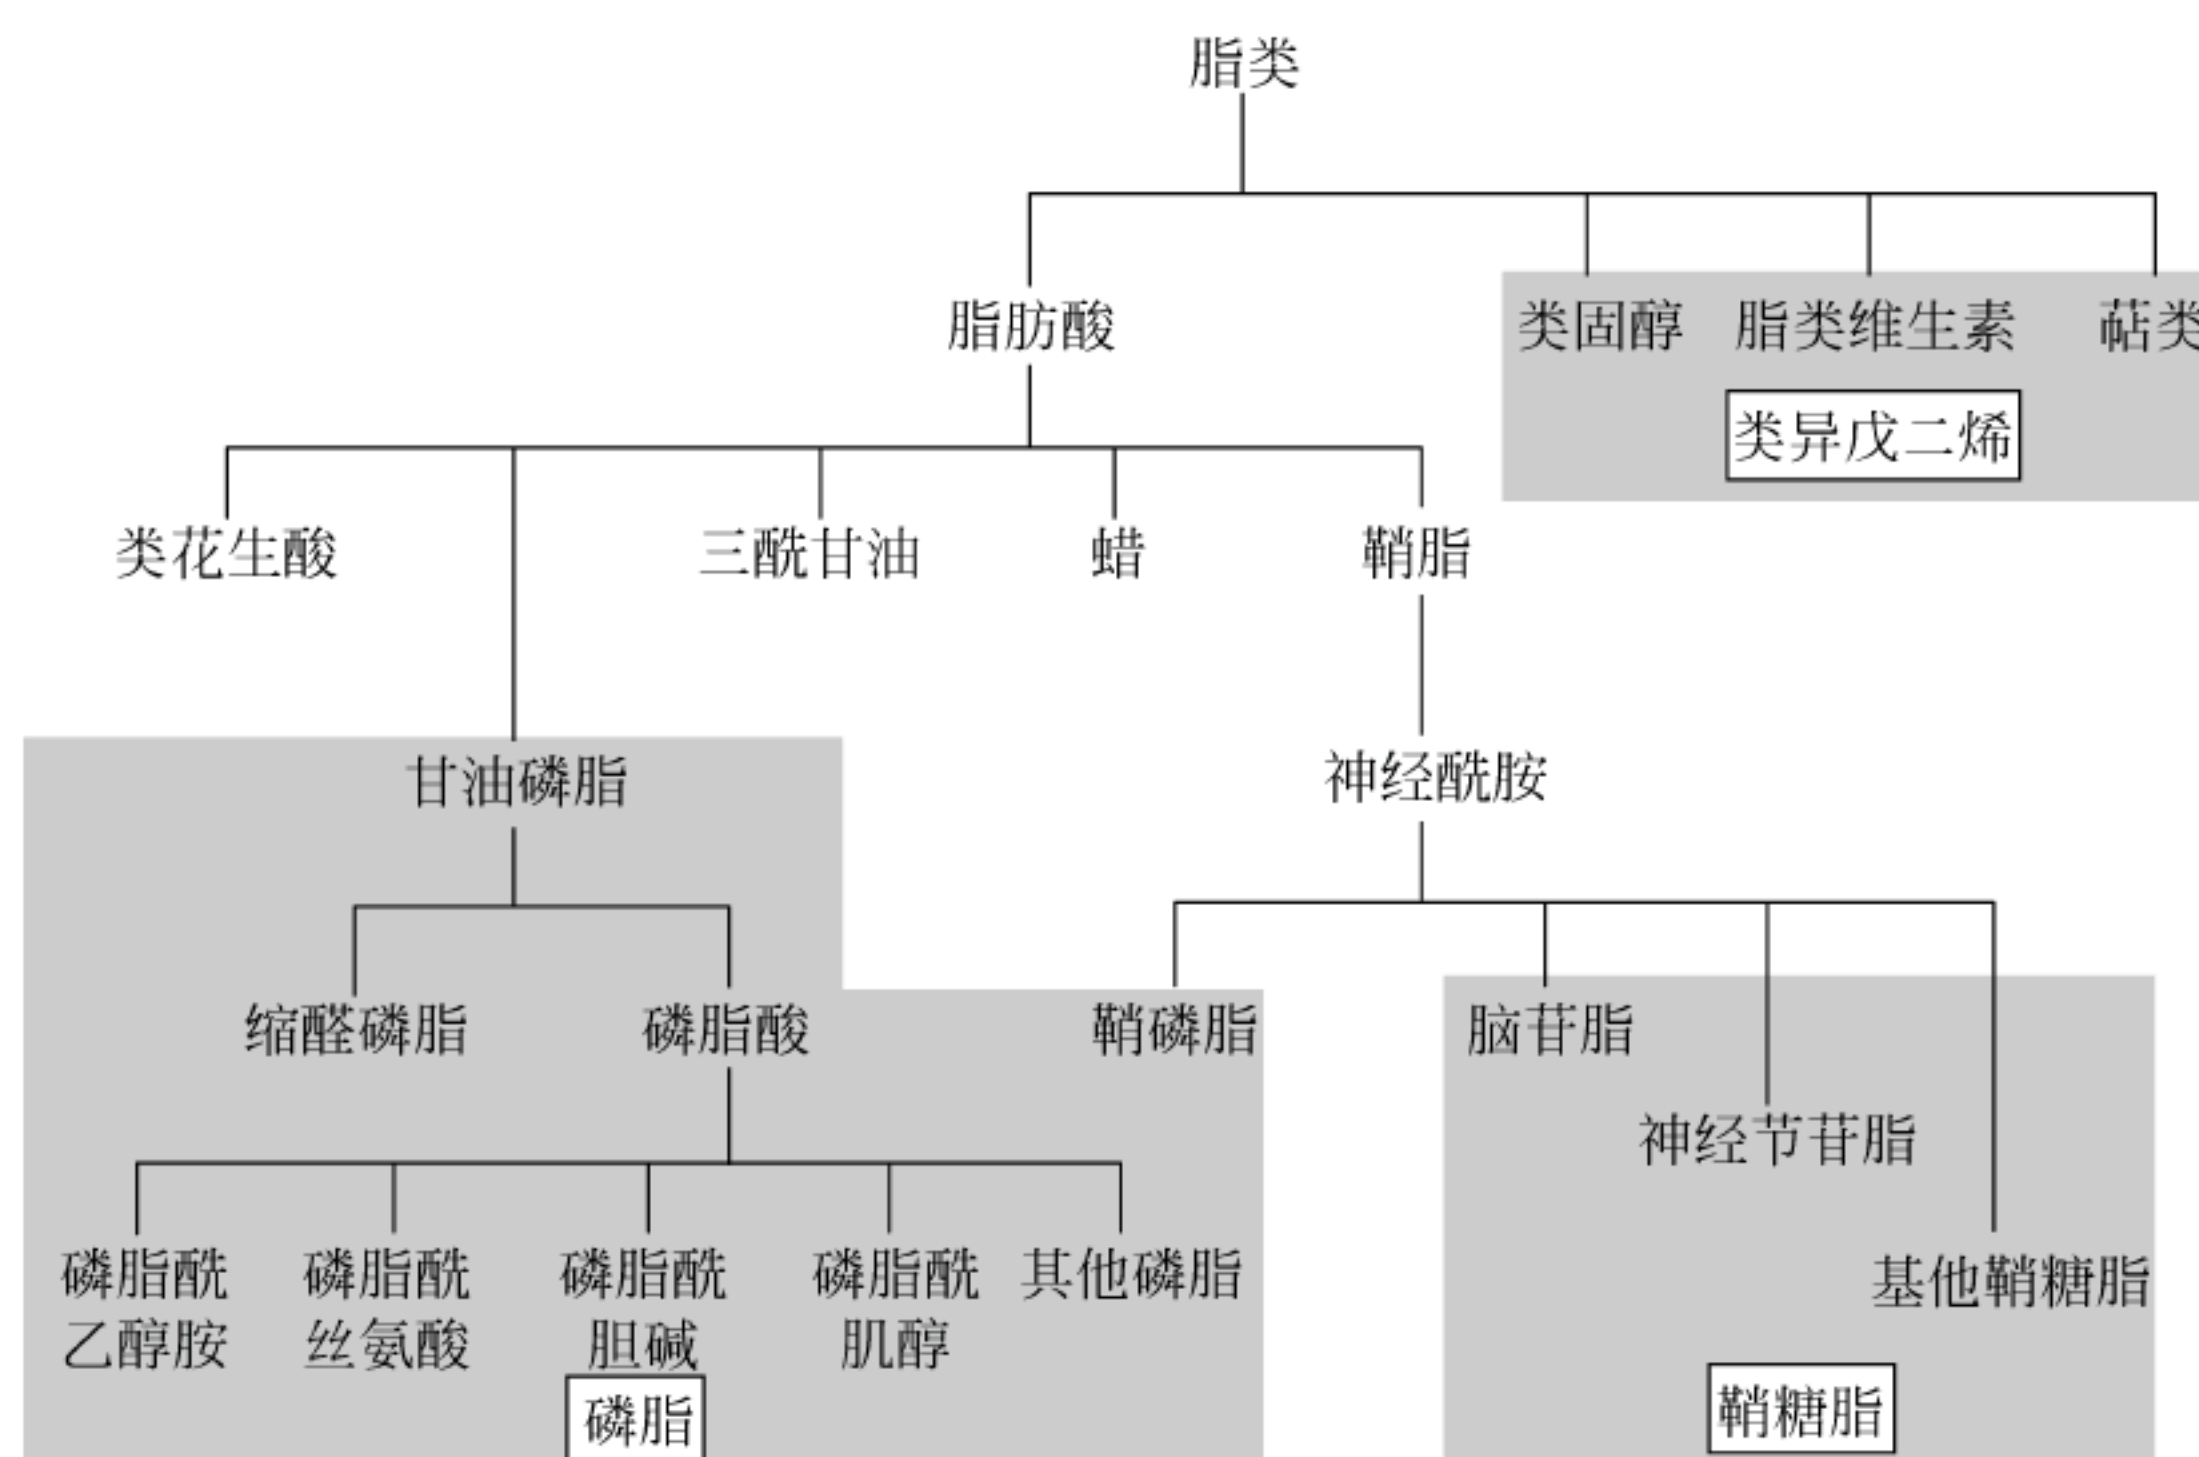 脂类
脂肪酸
类固醇
脂类维生素
萜类
类异戊二烯
类花生酸
三酰甘油
蜡
鞘脂
甘油磷脂
神经酰胺
缩醛磷脂
磷脂酸
鞘磷脂
脑苷脂
神经节苷脂
磷脂酰
乙醇胺
磷脂酰
丝氨酸
磷脂酰
胆碱
磷脂酰
肌醇
其他磷脂
基他鞘糖脂
磷脂
鞘糖脂